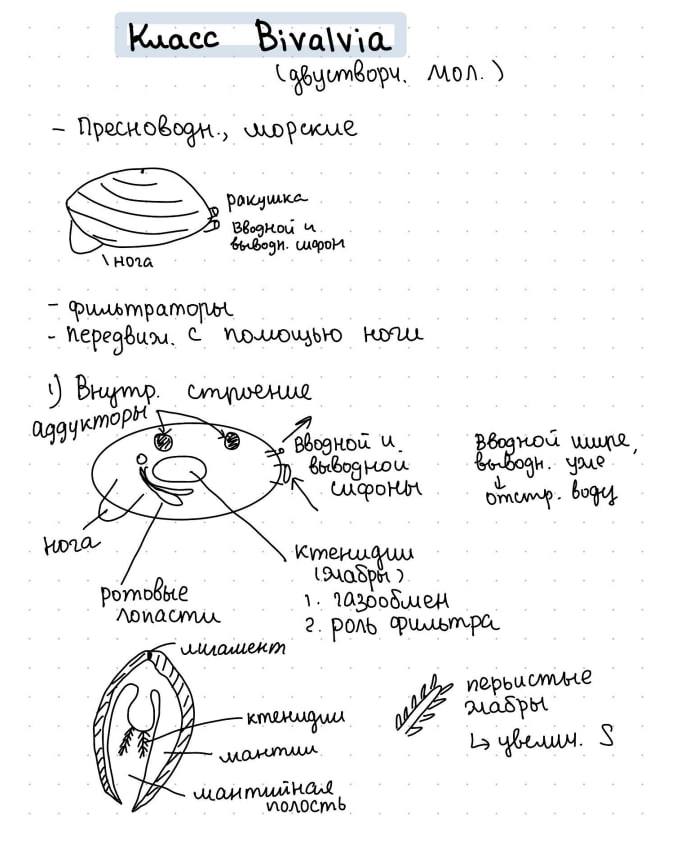 Класс Bivalvia
(двустворч. мол.)
- Пресноводн., морские
ракушка
Вводной и
выводн. сифон
нога
- фильтраторы
- передвиж. с помощью ноги
1) Внутр. строение
аддукторы
Вводной и
выводной
сифоны
Вводной шире,
выводн. уже
↓
отстр. воду
нога
ротовые
лопасти
ктенидии
(жабры)
1. газообмен
2. роль фильтра
лигамент
ктенидии
мантии
мантийная
полость
перьистые
жабры
↳ увелич. S